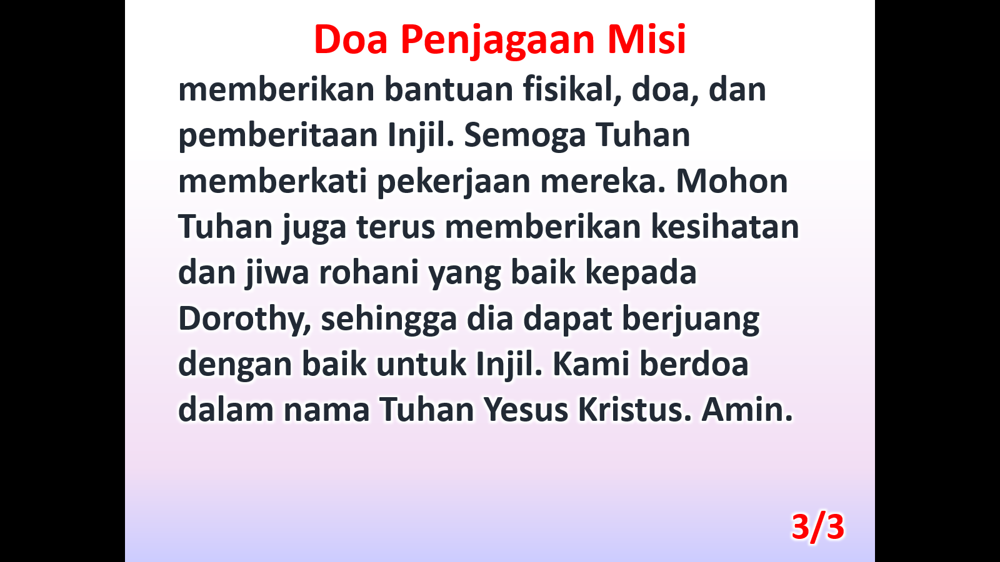 Doa Penjagaan Misi
memberikan bantuan fisikal, doa, dan
pemberitaan Injil. Semoga Tuhan
memberkati pekerjaan mereka. Mohon
Tuhan juga terus memberikan kesihatan
dan jiwa rohani yang baik kepada
Dorothy, sehingga dia dapat berjuang
dengan baik untuk Injil. Kami berdoa
dalam nama Tuhan Yesus Kristus. Amin.
3/3